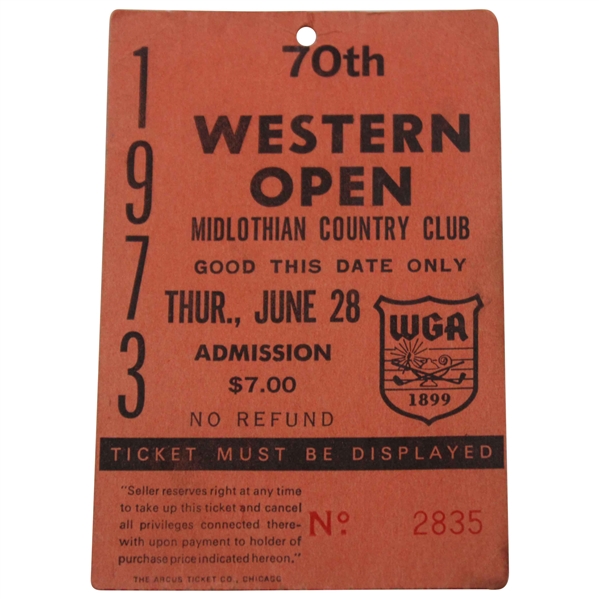 1973
70th
WESTERN
OPEN
MIDLOTHIAN COUNTRY CLUB
GOOD THIS DATE ONLY
THUR., JUNE 28
ADMISSION
$7.00
NO REFUND
WGA
1899
TICKET MUST BE DISPLAYED
"Seller reserves right at any time
to take up this ticket and cancel
all privileges connected there-
with upon payment to holder of
purchase price indicated hereon."
THE ARCUS TICKET CO., CHICAGO
Nº 2835